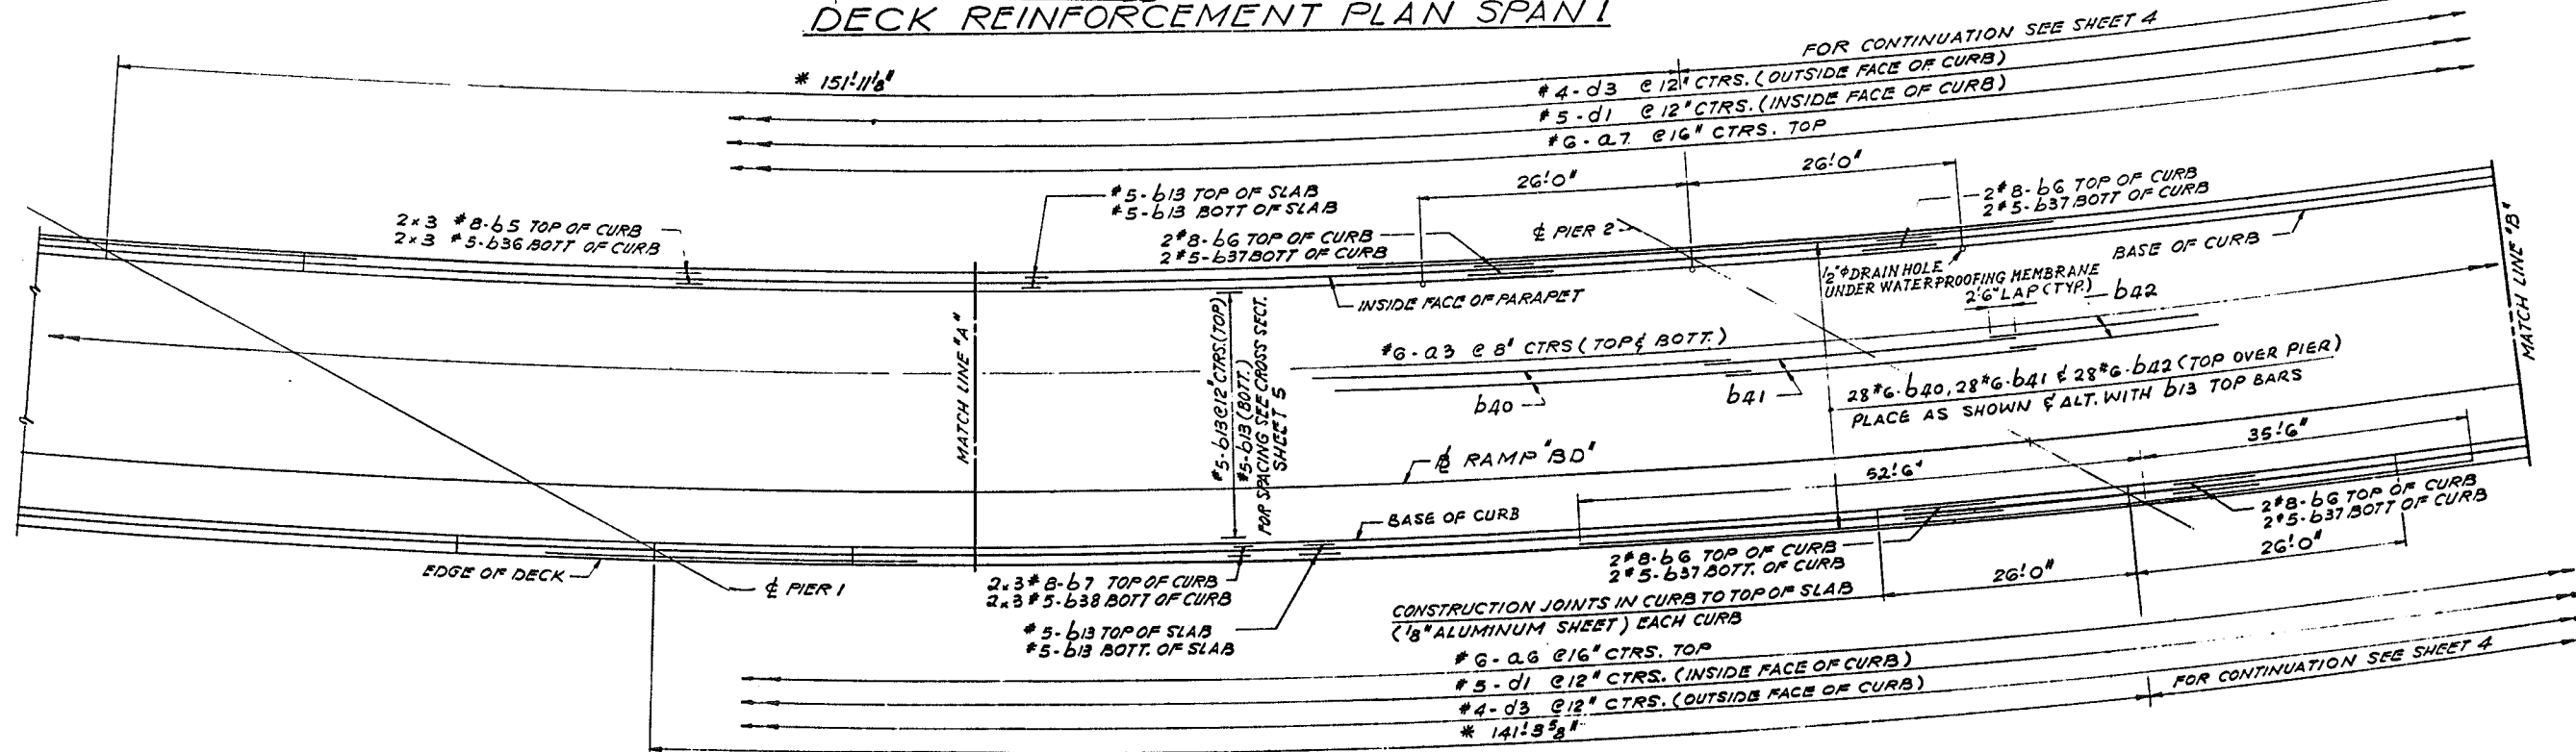 DECK REINFORCEMENT PLAN SPAN 1
FOR CONTINUATION SEE SHEET 4
* 151'-11⅛"
#4-d3 @ 12" CTRS. (OUTSIDE FACE OF CURB)
#5-d1 @ 12" CTRS. (INSIDE FACE OF CURB)
#6-a7 @ 16" CTRS. TOP
26'-0"
26'-0"
#5-b13 TOP OF SLAB
#5-b13 BOTT OF SLAB
2#8-b6 TOP OF CURB
2#5-b37 BOTT OF CURB
2x3 #8-b5 TOP OF CURB
2x3 #5-b36 BOTT OF CURB
2#8-b6 TOP OF CURB
2#5-b37 BOTT OF CURB
℄ PIER 2
BASE OF CURB
MATCH LINE "B"
½"ø DRAIN HOLE
UNDER WATERPROOFING MEMBRANE
2'-6" LAP (TYP.)
b42
INSIDE FACE OF PARAPET
MATCH LINE "A"
#5-b13 @ 12" CTRS. (TOP)
#5-b13 (BOTT.)
FOR SPACING SEE CROSS SECT.
SHEET 5
#6-a3 @ 8" CTRS (TOP & BOTT.)
b40
b41
28#6-b40, 28#6-b41 & 28#6-b42 (TOP OVER PIER)
PLACE AS SHOWN & ALT. WITH b13 TOP BARS
35'-6"
℄ RAMP "BD"
52'-6"
BASE OF CURB
2#8-b6 TOP OF CURB
2#5-b37 BOTT OF CURB
26'-0"
EDGE OF DECK
℄ PIER 1
2x3#8-b7 TOP OF CURB
2x3#5-b38 BOTT OF CURB
2#8-b6 TOP OF CURB
2#5-b37 BOTT. OF CURB
26'-0"
#5-b13 TOP OF SLAB
#5-b13 BOTT. OF SLAB
CONSTRUCTION JOINTS IN CURB TO TOP OF SLAB
(⅛" ALUMINUM SHEET) EACH CURB
#6-a6 @ 16" CTRS. TOP
#5-d1 @ 12" CTRS. (INSIDE FACE OF CURB)
#4-d3 @ 12" CTRS. (OUTSIDE FACE OF CURB)
FOR CONTINUATION SEE SHEET 4
* 141'-3⅝"